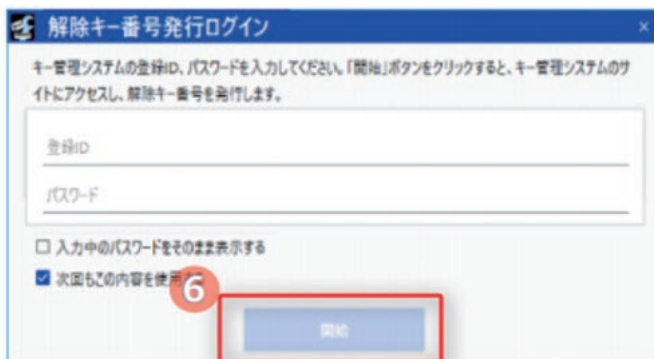 解除キー番号発行ログイン
×
キー管理システムの登録ID、パスワードを入力してください。「開始」ボタンをクリックすると、キー管理システムのサ
イトにアクセスし、解除キー番号を発行します。
登録ID
パスワード
入力中のパスワードをそのまま表示する
次回もこの内容を使用する
6
開始